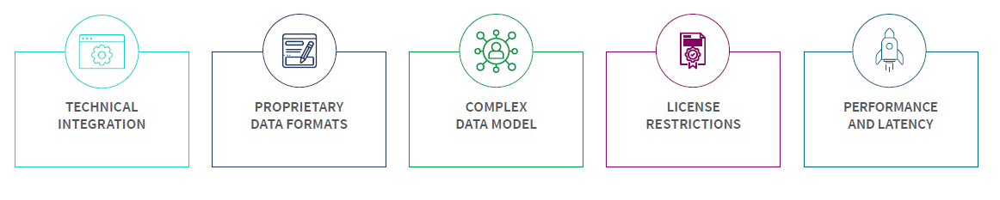 TECHNICAL
INTEGRATION
PROPRIETARY
DATA FORMATS
COMPLEX
DATA MODEL
LICENSE
RESTRICTIONS
PERFORMANCE
AND LATENCY